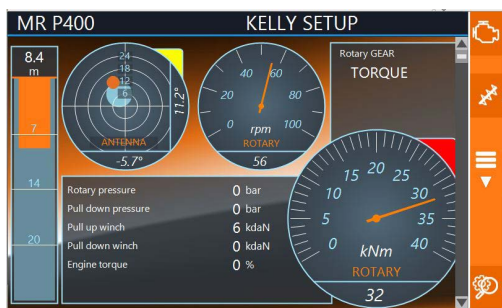 MR P400
KELLY SETUP
8.4
m
7
14
20
24
18
12
6
ANTENNA
11.2°
-5.7°
0
20
40
60
80
100
rpm
ROTARY
56
Rotary GEAR
TORQUE
Rotary pressure 0 bar
Pull down pressure 0 bar
Pull up winch 6 kdaN
Pull down winch 0 kdaN
Engine torque 0 %
0
5
10
15
20
25
30
35
40
kNm
ROTARY
32